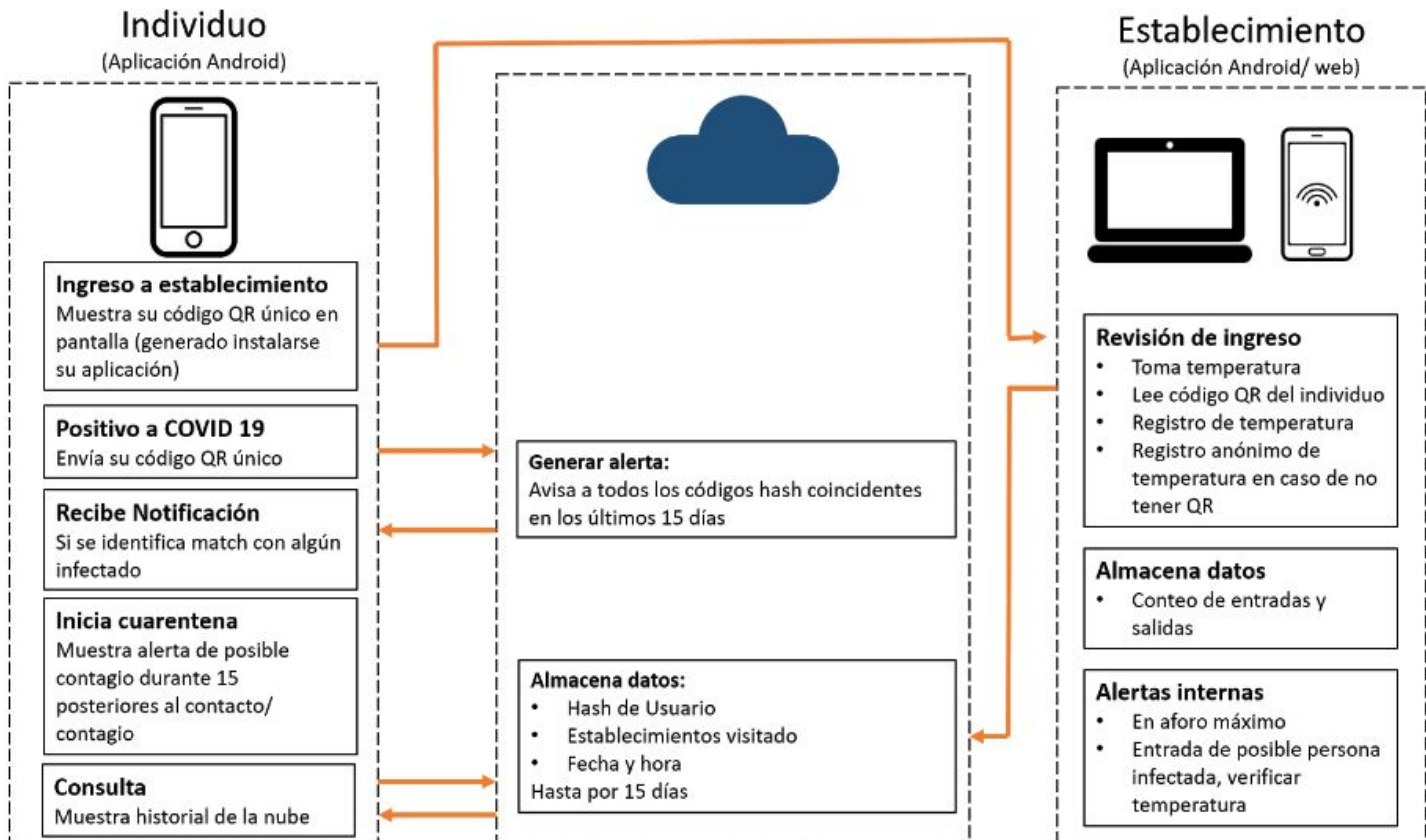 Individuo
(Aplicación Android)
Ingreso a establecimiento
Muestra su código QR único en
pantalla (generado instalarse
su aplicación)
Positivo a COVID 19
Envía su código QR único
Recibe Notificación
Si se identifica match con algún
infectado
Inicia cuarentena
Muestra alerta de posible
contagio durante 15
posteriores al contacto/
contagio
Consulta
Muestra historial de la nube
Generar alerta:
Avisa a todos los códigos hash coincidentes
en los últimos 15 días
Almacena datos:
• Hash de Usuario
• Establecimientos visitado
• Fecha y hora
Hasta por 15 días
Establecimiento
(Aplicación Android/ web)
Revisión de ingreso
• Toma temperatura
• Lee código QR del individuo
• Registro de temperatura
• Registro anónimo de
temperatura en caso de no
tener QR
Almacena datos
• Conteo de entradas y
salidas
Alertas internas
• En aforo máximo
• Entrada de posible persona
infectada, verificar
temperatura